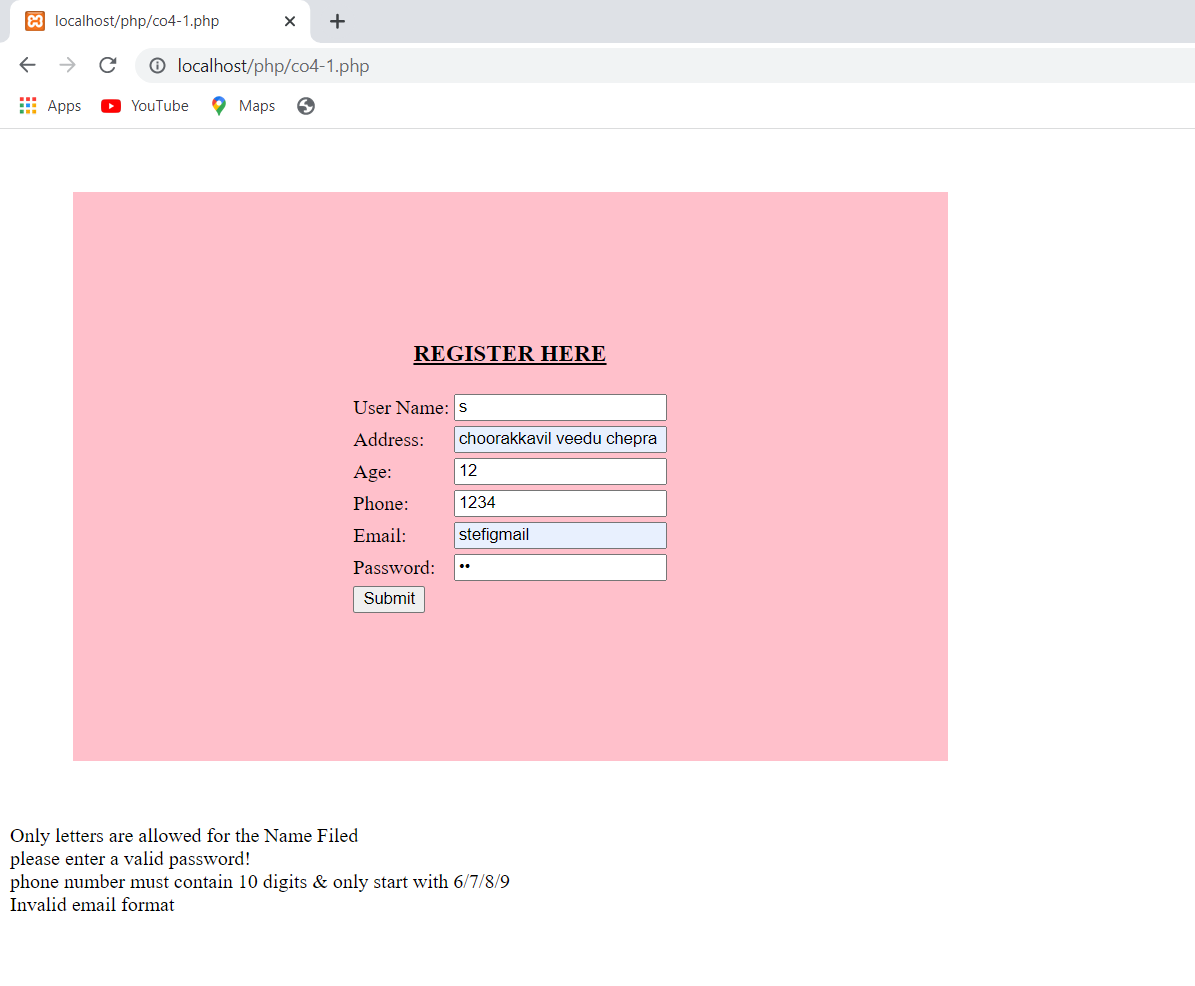 localhost/php/co4-1.php
localhost/php/co4-1.php
Apps YouTube Maps
REGISTER HERE
User Name: s
Address: choorakkavil veedu chepra
Age: 12
Phone: 1234
Email: stefigmail
Password: ••
Submit
Only letters are allowed for the Name Filed
please enter a valid password!
phone number must contain 10 digits & only start with 6/7/8/9
Invalid email format